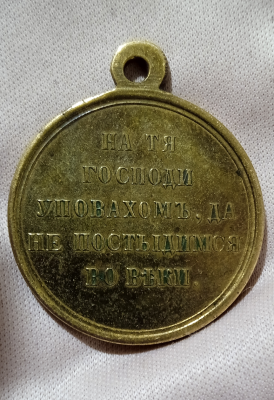 НА ТЯ
ГОСПОДИ
УПОВАХОМЪ, ДА
НЕ ПОСТЫДИМСЯ
ВО ВѢКИ.